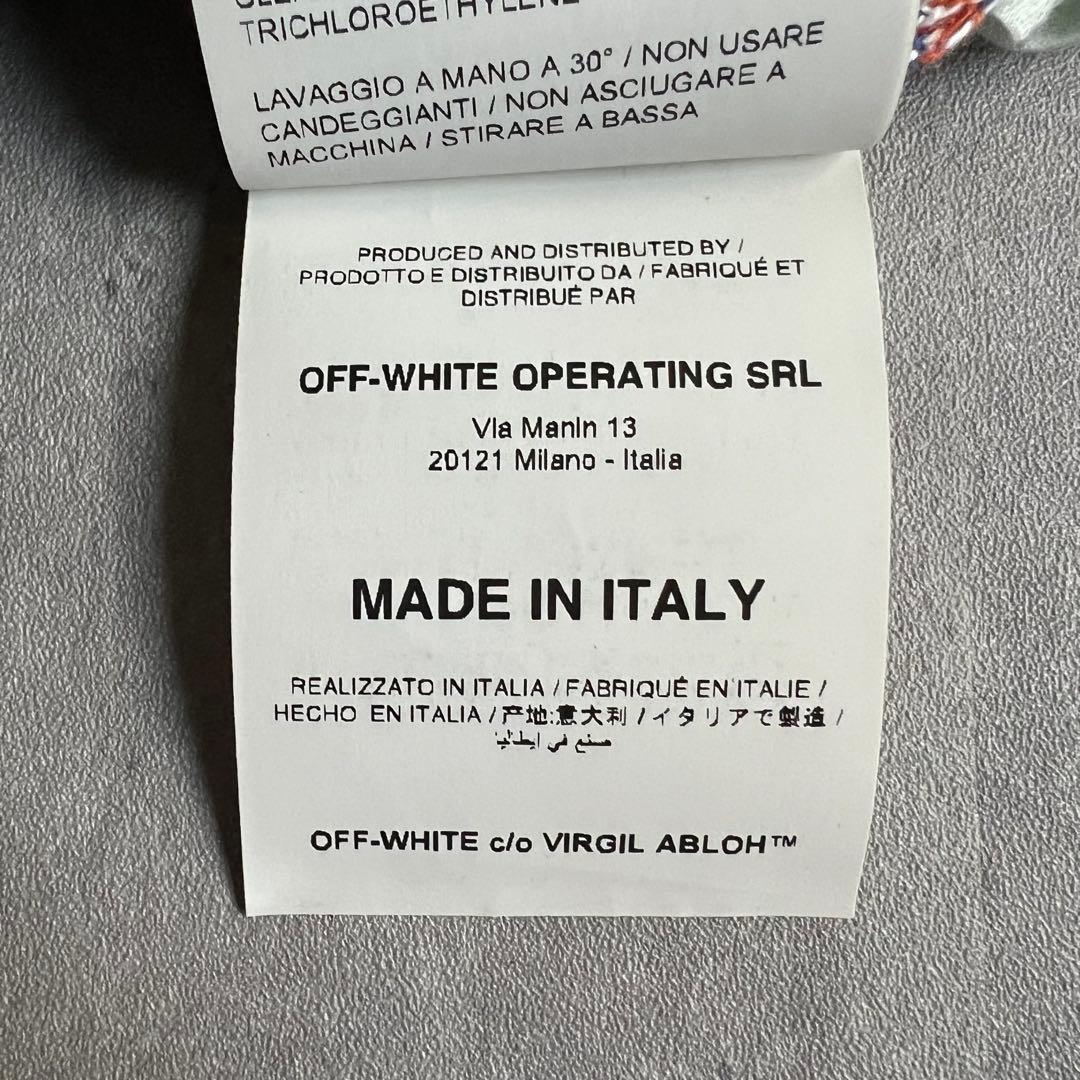 TRICHLOROETHYLENE
LAVAGGIO A MANO A 30° / NON USARE
CANDEGGIANTI / NON ASCIUGARE A
MACCHINA / STIRARE A BASSA
PRODUCED AND DISTRIBUTED BY /
PRODOTTO E DISTRIBUITO DA / FABRIQUÉ ET
DISTRIBUÉ PAR
OFF-WHITE OPERATING SRL
Via Manin 13
20121 Milano - Italia
MADE IN ITALY
REALIZZATO IN ITALIA / FABRIQUÉ EN ITALIE /
HECHO EN ITALIA / 产地:意大利 / イタリアで製造 /
صنع في إيطاليا
OFF-WHITE c/o VIRGIL ABLOH™